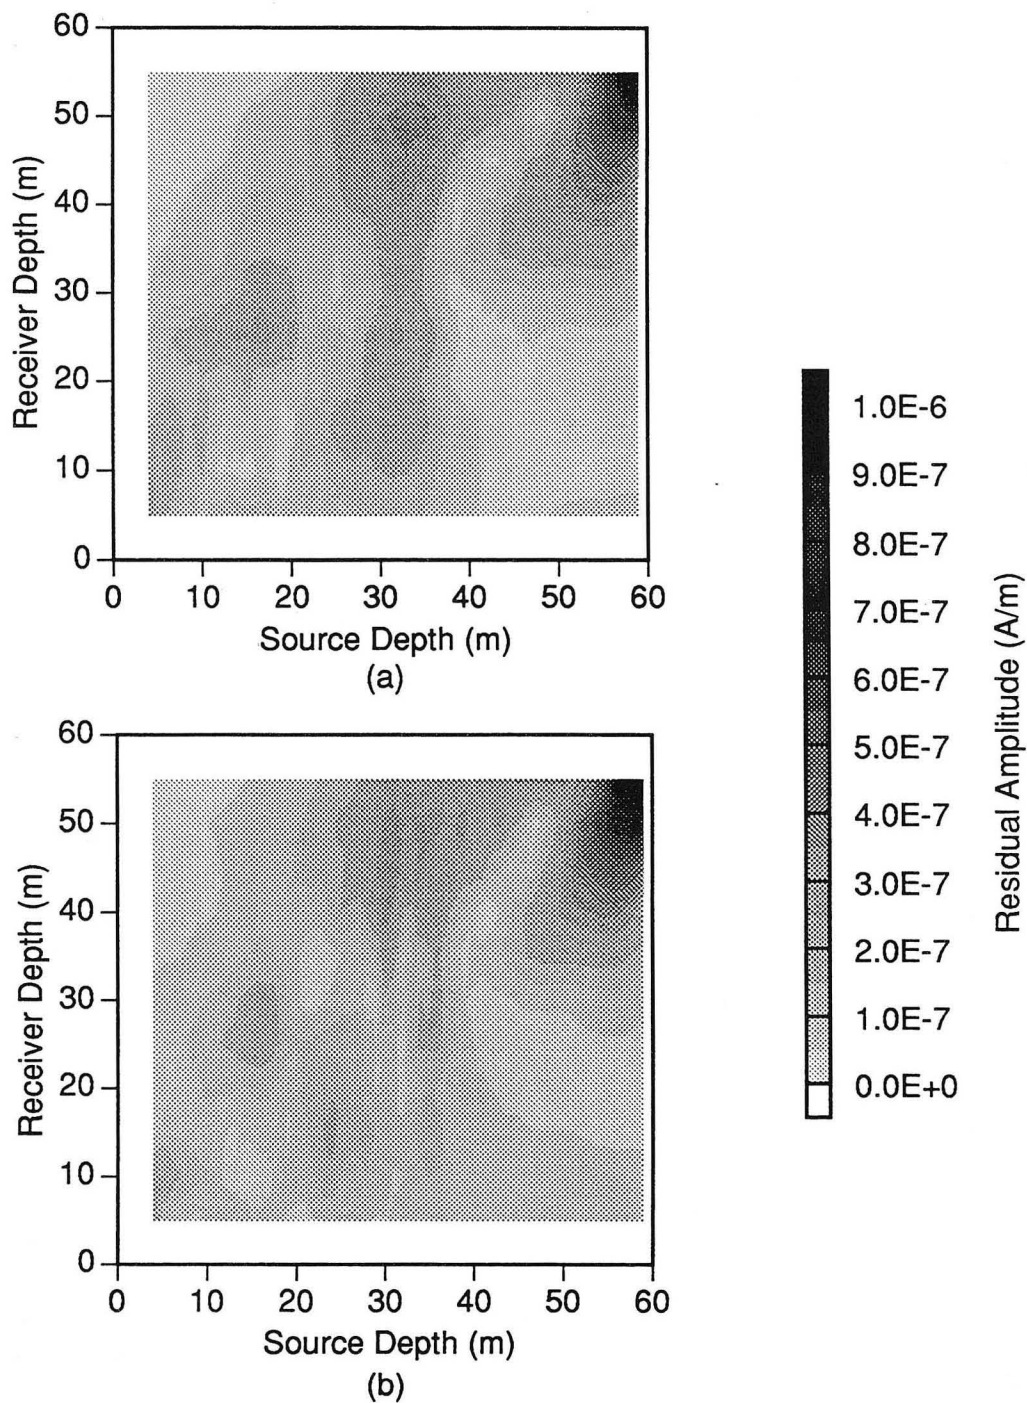 60
50
40
30
20
10
0
Receiver Depth (m)
0 10 20 30 40 50 60
Source Depth (m)
(a)
60
50
40
30
20
10
0
Receiver Depth (m)
0 10 20 30 40 50 60
Source Depth (m)
(b)
1.0E-6
9.0E-7
8.0E-7
7.0E-7
6.0E-7
5.0E-7
4.0E-7
3.0E-7
2.0E-7
1.0E-7
0.0E+0
Residual Amplitude (A/m)